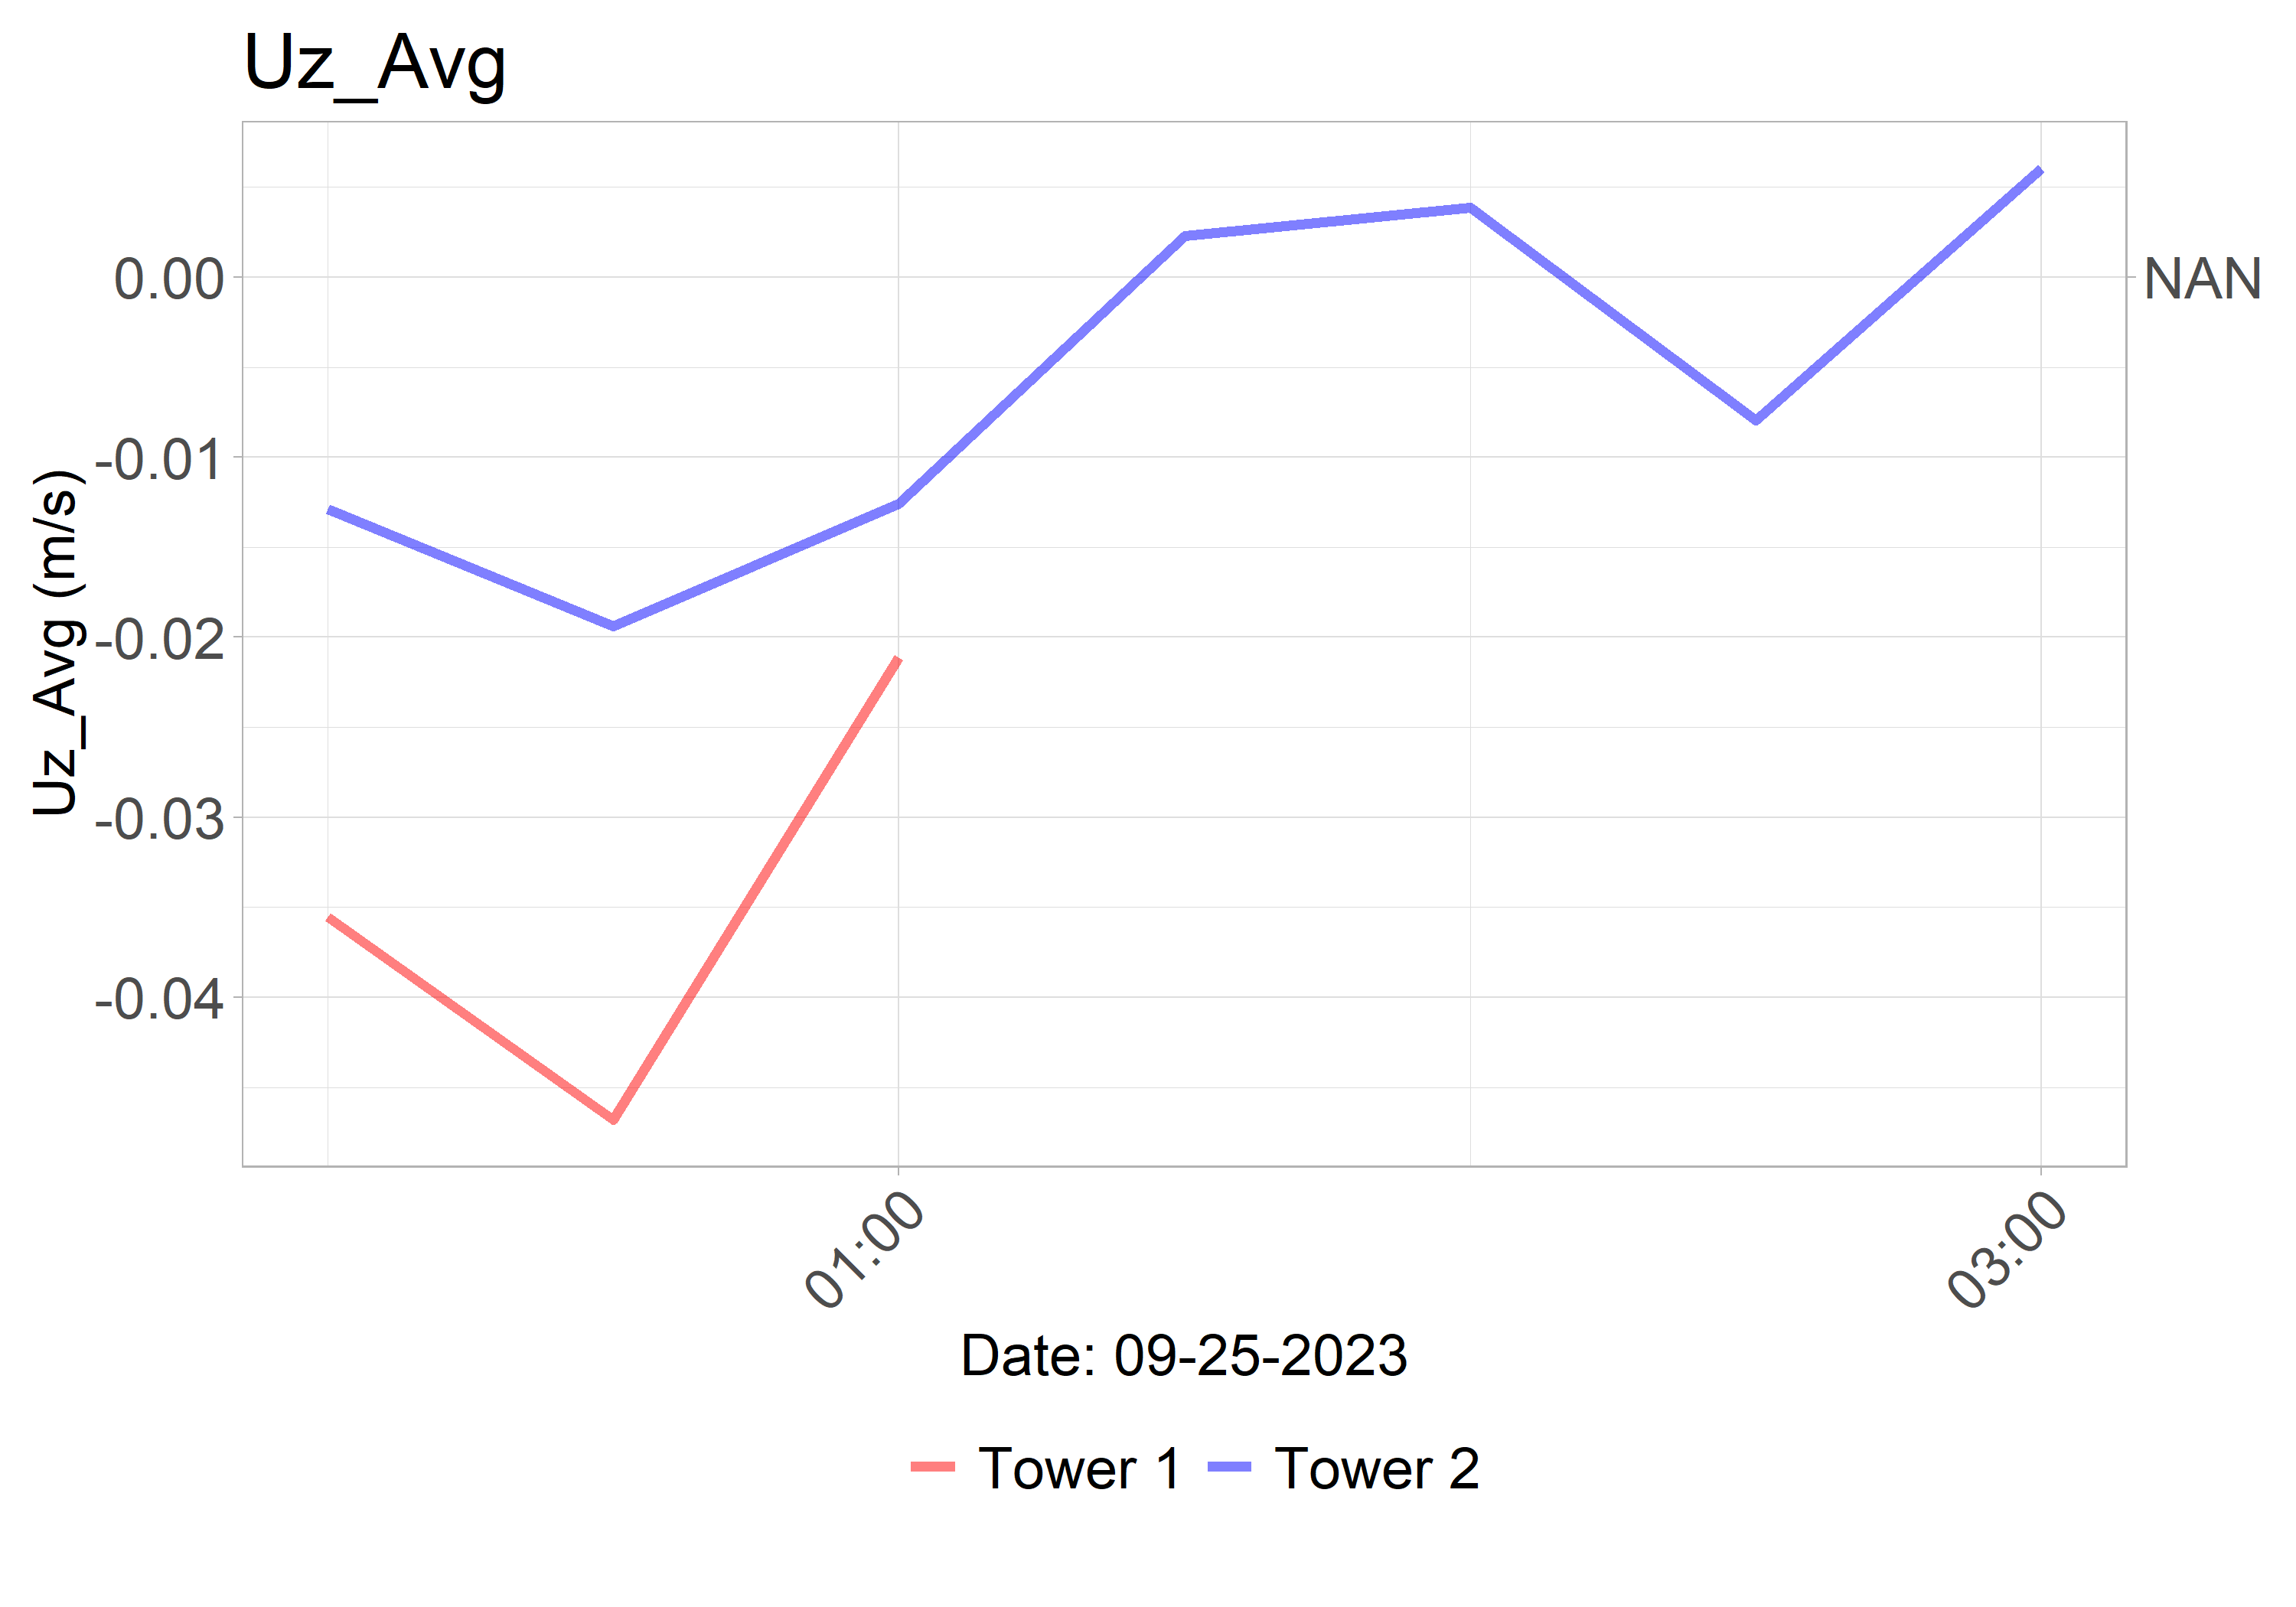 Uz_Avg
Uz_Avg (m/s)
0.00
-0.01
-0.02
-0.03
-0.04
NAN
01:00
03:00
Date: 09-25-2023
Tower 1
Tower 2